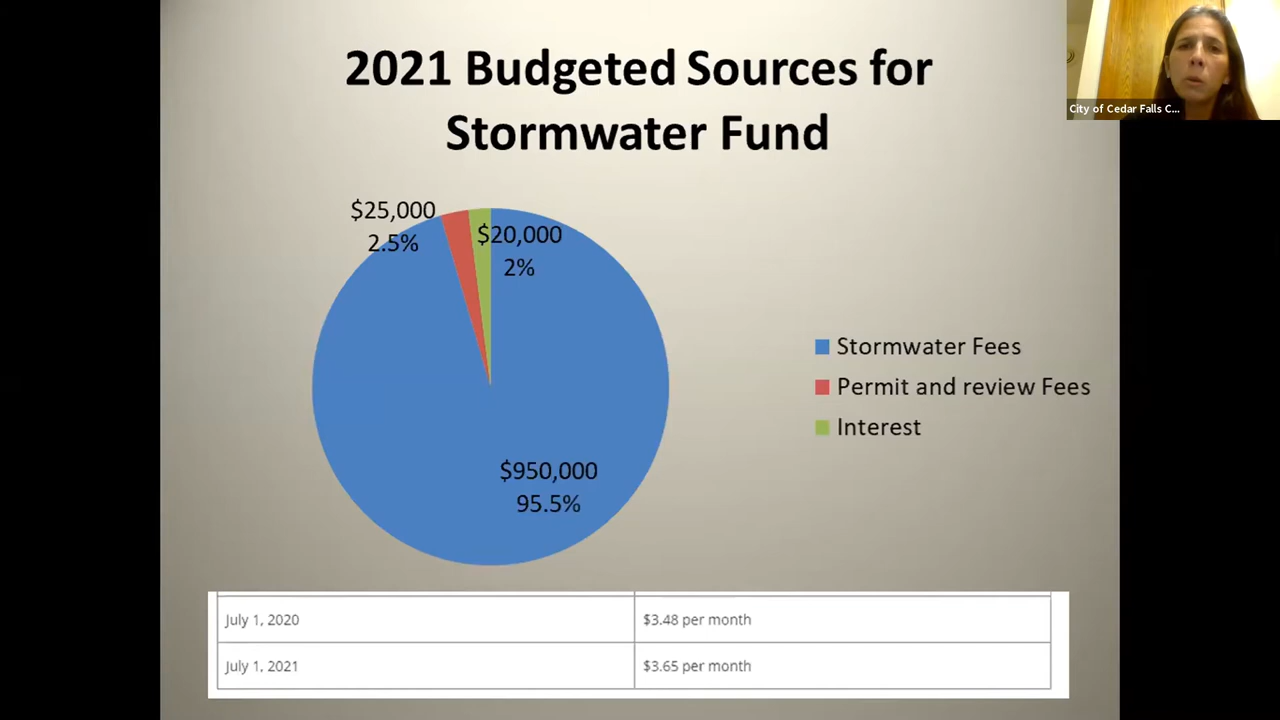 2021 Budgeted Sources for
Stormwater Fund
City of Cedar Falls C...
$25,000
2.5%
$20,000
2%
$950,000
95.5%
Stormwater Fees
Permit and review Fees
Interest
July 1, 2020 $3.48 per month
July 1, 2021 $3.65 per month